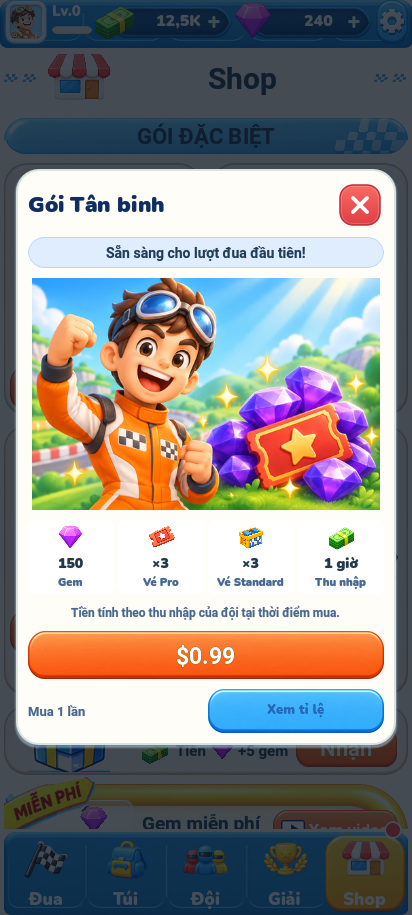 Lv.0
12,5K +
240 +
Shop
GÓI ĐẶC BIỆT
Gói Tân binh
Sẵn sàng cho lượt đua đầu tiên!
150
Gem
×3
Vé Pro
×3
Vé Standard
1 giờ
Thu nhập
Tiền tính theo thu nhập của đội tại thời điểm mua.
$0.99
Mua 1 lần
Xem tỉ lệ
Tiền +5 gem
Nhận
MIỄN PHÍ
Gem miễn phí
Xem video
Đua
Túi
Đội
Giải
Shop